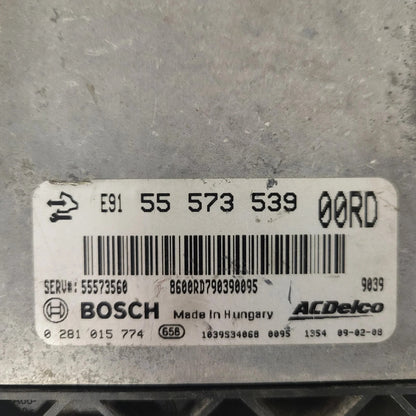 E91 55 573 539 00RD
SERV#: 55573560 8600RD790390095 9039
BOSCH Made in Hungary ACDelco
0 281 015 774 658 1039S34068 0095 1354 09-02-08